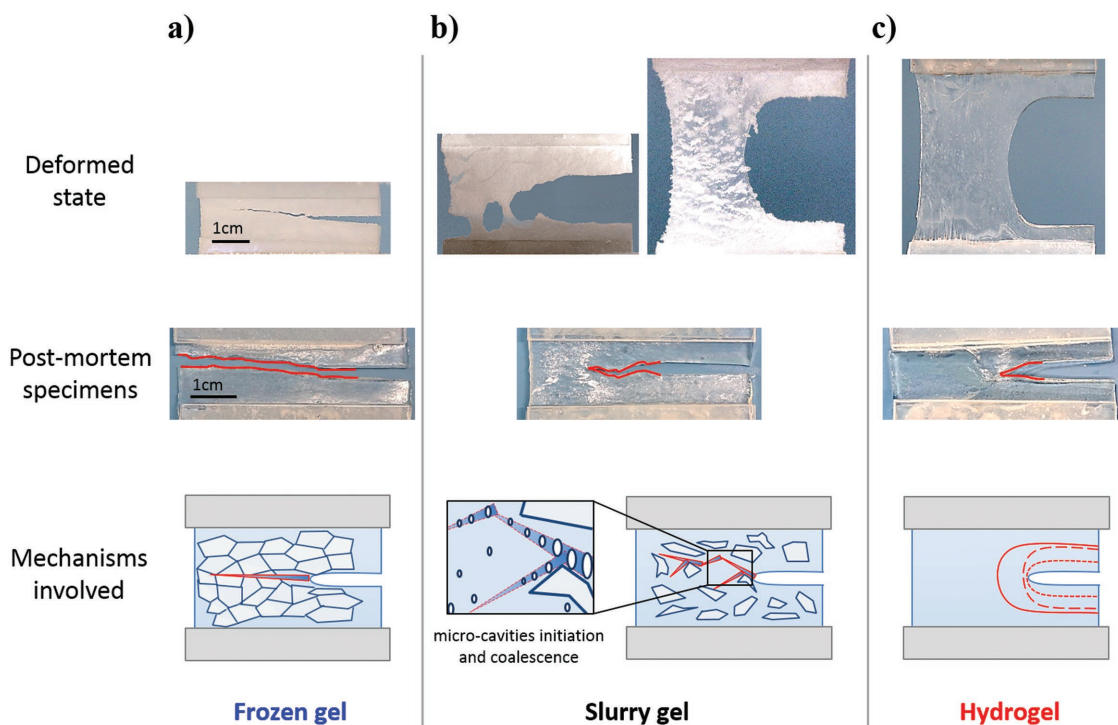 a)
b)
c)
Deformed
state
1cm
Post-mortem
specimens
1cm
Mechanisms
involved
micro-cavities initiation
and coalescence
Frozen gel
Slurry gel
Hydrogel